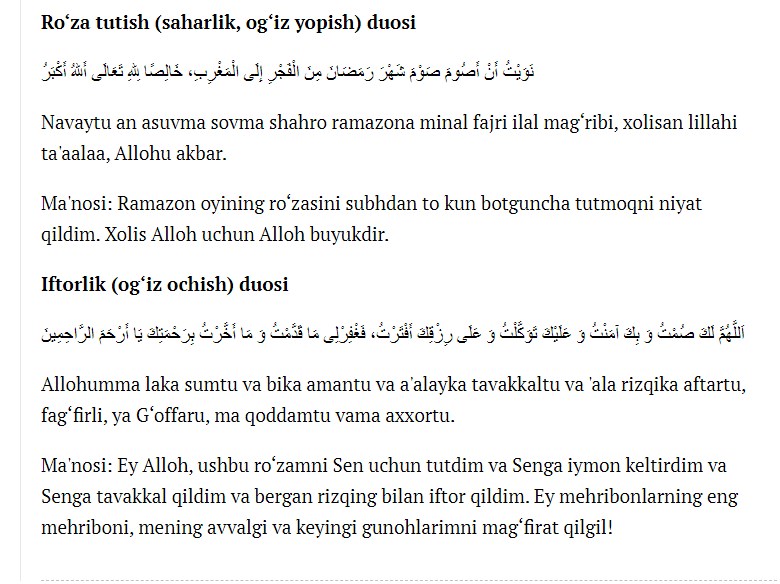 Roʻza tutish (saharlik, ogʻiz yopish) duosi
نَوَيْتُ أَنْ أَصُومَ صَوْمَ شَهْرَ رَمَضَانَ مِنَ الْفَجْرِ إِلَى الْمَغْرِبِ، خَالِصًا لِلهِ تَعَالَى أَللهُ أَكْبَرُ
Navaytu an asuvma sovma shahro ramazona minal fajri ilal magʻribi, xolisan lillahi
ta'aalaa, Allohu akbar.
Ma'nosi: Ramazon oyining roʻzasini subhdan to kun botguncha tutmoqni niyat
qildim. Xolis Alloh uchun Alloh buyukdir.
Iftorlik (ogʻiz ochish) duosi
اَللَّهُمَّ لَكَ صُمْتُ وَ بِكَ آمَنْتُ وَ عَلَيْكَ تَوَكَّلْتُ وَ عَلَى رِزْقِكَ أَفْتَرْتُ، فَغْفِرْلِى مَا قَدَّمْتُ وَ مَا أَخَّرْتُ بِرَحْمَتِكَ يَا أَرْحَمَ الرَّاحِمِينَ
Allohumma laka sumtu va bika amantu va a'alayka tavakkaltu va 'ala rizqika aftartu,
fagʻfirli, ya Gʻoffaru, ma qoddamtu vama axxortu.
Ma'nosi: Ey Alloh, ushbu roʻzamni Sen uchun tutdim va Senga iymon keltirdim va
Senga tavakkal qildim va bergan rizqing bilan iftor qildim. Ey mehribonlarning eng
mehriboni, mening avvalgi va keyingi gunohlarimni magʻfirat qilgil!